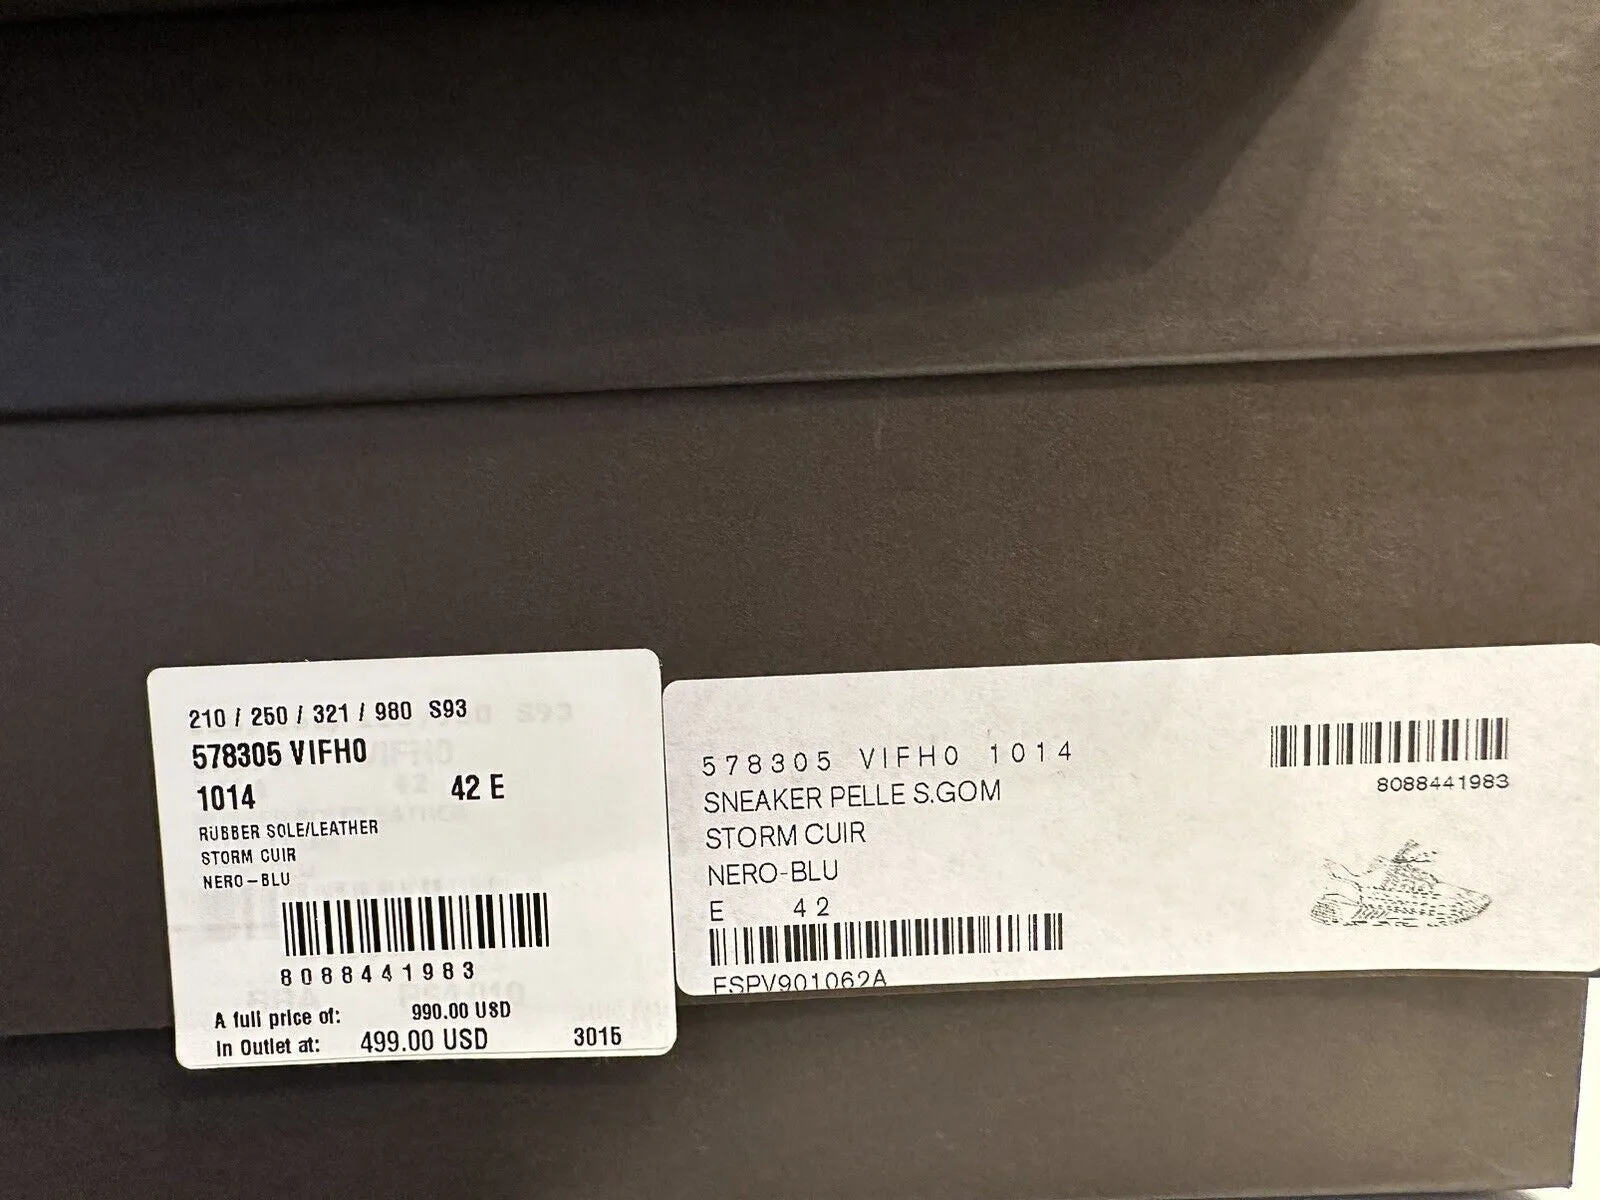 210 / 250 / 321 / 980 S93
578305 VIFH0
1014 42 E
RUBBER SOLE/LEATHER
STORM CUIR
NERO-BLU
8088441983
A full price of: 990.00 USD
In Outlet at: 499.00 USD 3015
578305 VIFH0 1014
SNEAKER PELLE S.GOM
STORM CUIR
NERO-BLU
E 42
FSPV901062A
8088441983